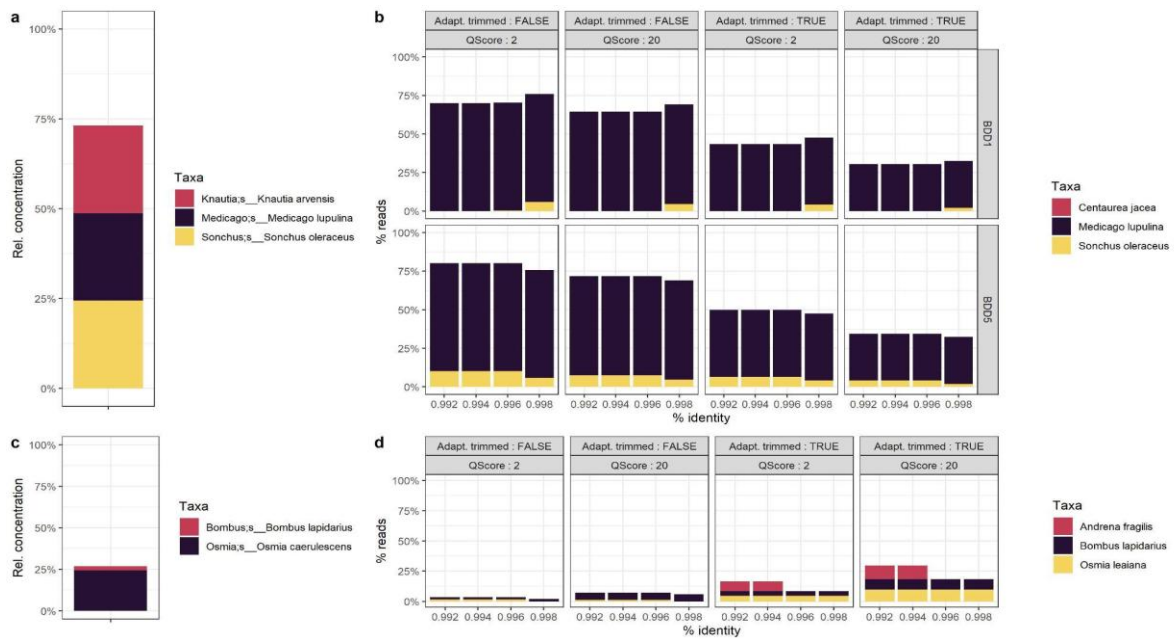 a
100%
75%
50%
25%
0%
Rel. concentration
Taxa
Knautia;s__Knautia arvensis
Medicago;s__Medicago lupulina
Sonchus;s__Sonchus oleraceus
b
Adapt. trimmed : FALSE
Adapt. trimmed : FALSE
Adapt. trimmed : TRUE
Adapt. trimmed : TRUE
QScore : 2
QScore : 20
QScore : 2
QScore : 20
100%
75%
50%
25%
0%
BDD1
100%
75%
50%
25%
0%
BDD5
% reads
0.992 0.994 0.996 0.998
0.992 0.994 0.996 0.998
0.992 0.994 0.996 0.998
0.992 0.994 0.996 0.998
% identity
Taxa
Centaurea jacea
Medicago lupulina
Sonchus oleraceus
c
100%
75%
50%
25%
0%
Rel. concentration
Taxa
Bombus;s__Bombus lapidarius
Osmia;s__Osmia caerulescens
d
Adapt. trimmed : FALSE
Adapt. trimmed : FALSE
Adapt. trimmed : TRUE
Adapt. trimmed : TRUE
QScore : 2
QScore : 20
QScore : 2
QScore : 20
100%
75%
50%
25%
0%
% reads
0.992 0.994 0.996 0.998
0.992 0.994 0.996 0.998
0.992 0.994 0.996 0.998
0.992 0.994 0.996 0.998
% identity
Taxa
Andrena fragilis
Bombus lapidarius
Osmia leaiana